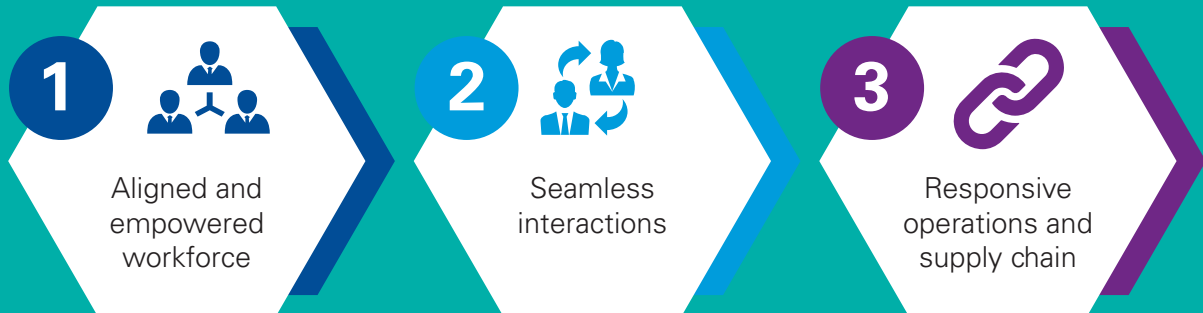 1
Aligned and
empowered
workforce
2
Seamless
interactions
3
Responsive
operations and
supply chain